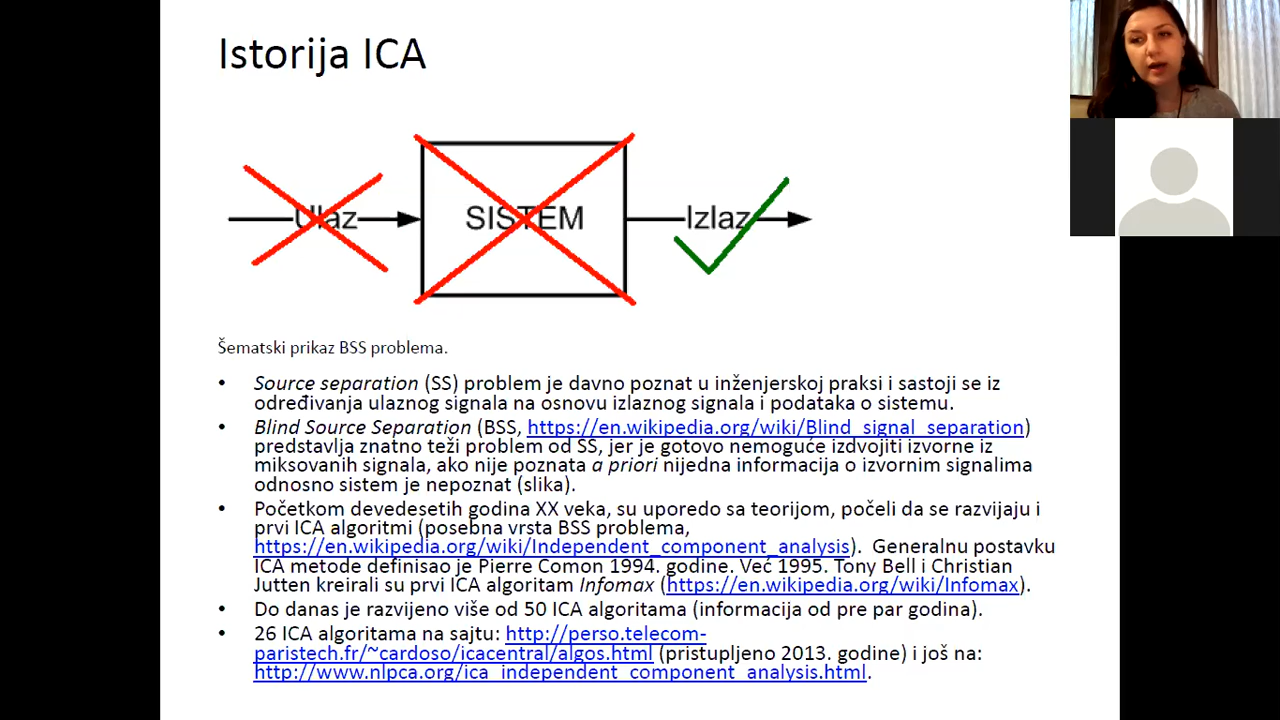 Istorija ICA
Ulaz SISTEM Izlaz
Šematski prikaz BSS problema.
• Source separation (SS) problem je davno poznat u inženjerskoj praksi i sastoji se iz
određivanja ulaznog signala na osnovu izlaznog signala i podataka o sistemu.
• Blind Source Separation (BSS, https://en.wikipedia.org/wiki/Blind_signal_separation)
predstavlja znatno teži problem od SS, jer je gotovo nemoguće izdvojiti izvorne iz
miksovanih signala, ako nije poznata a priori nijedna informacija o izvornim signalima
odnosno sistem je nepoznat (slika).
• Početkom devedesetih godina XX veka, su uporedo sa teorijom, počeli da se razvijaju i
prvi ICA algoritmi (posebna vrsta BSS problema,
https://en.wikipedia.org/wiki/Independent_component_analysis). Generalnu postavku
ICA metode definisao je Pierre Comon 1994. godine. Već 1995. Tony Bell i Christian
Jutten kreirali su prvi ICA algoritam Infomax (https://en.wikipedia.org/wiki/Infomax).
• Do danas je razvijeno više od 50 ICA algoritama (informacija od pre par godina).
• 26 ICA algoritama na sajtu: http://perso.telecom-
paristech.fr/~cardoso/icacentral/algos.html (pristupljeno 2013. godine) i još na:
http://www.nlpca.org/ica_independent_component_analysis.html.